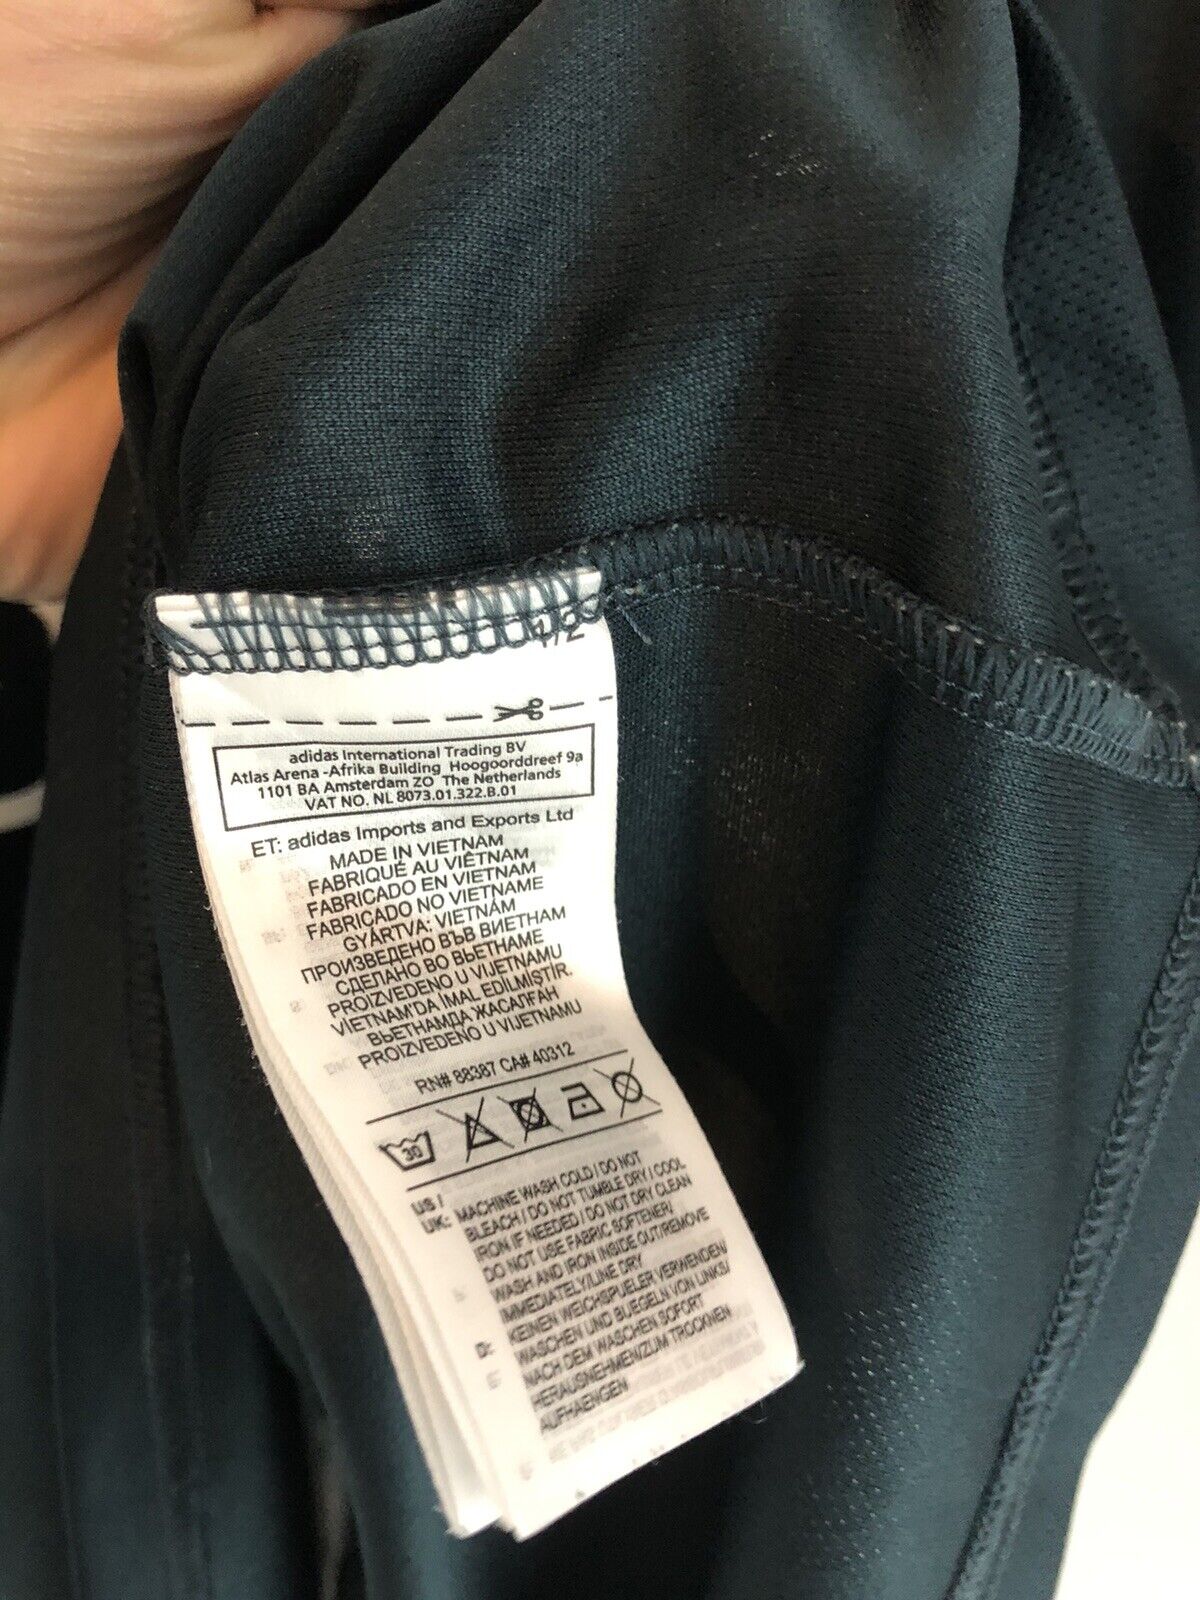 1/2
adidas International Trading BV
Atlas Arena -Afrika Building Hoogoorddreef 9a
1101 BA Amsterdam ZO The Netherlands
VAT NO. NL 8073.01.322.B.01
ET: adidas Imports and Exports Ltd
MADE IN VIETNAM
FABRIQUÉ AU VIÊTNAM
FABRICADO EN VIETNAM
FABRICADO NO VIETNAME
GYÁRTVA: VIETNÁM
ПРОИЗВЕДЕНО ВЪВ ВИЕТНАМ
СДЕЛАНО ВО ВЬЕТНАМЕ
PROIZVEDENO U VIJETNAMU
VİETNAM'DA İMAL EDİLMİŞTİR.
ВЬЕТНАМДА ЖАСАЛҒАН
PROIZVEDENO U VIJETNAMU
RN# 88387 CA# 40312
30
US / UK: MACHINE WASH COLD / DO NOT
BLEACH / DO NOT TUMBLE DRY / COOL
IRON IF NEEDED / DO NOT DRY CLEAN
DO NOT USE FABRIC SOFTENER/
WASH AND IRON INSIDE OUT/REMOVE
IMMEDIATELY/LINE DRY
D: KEINEN WEICHSPUELER VERWENDEN/
WASCHEN UND BUEGELN VON LINKS/
NACH DEM WASCHEN SOFORT
HERAUSNEHMEN/ZUM TROCKNEN
AUFHAENGEN